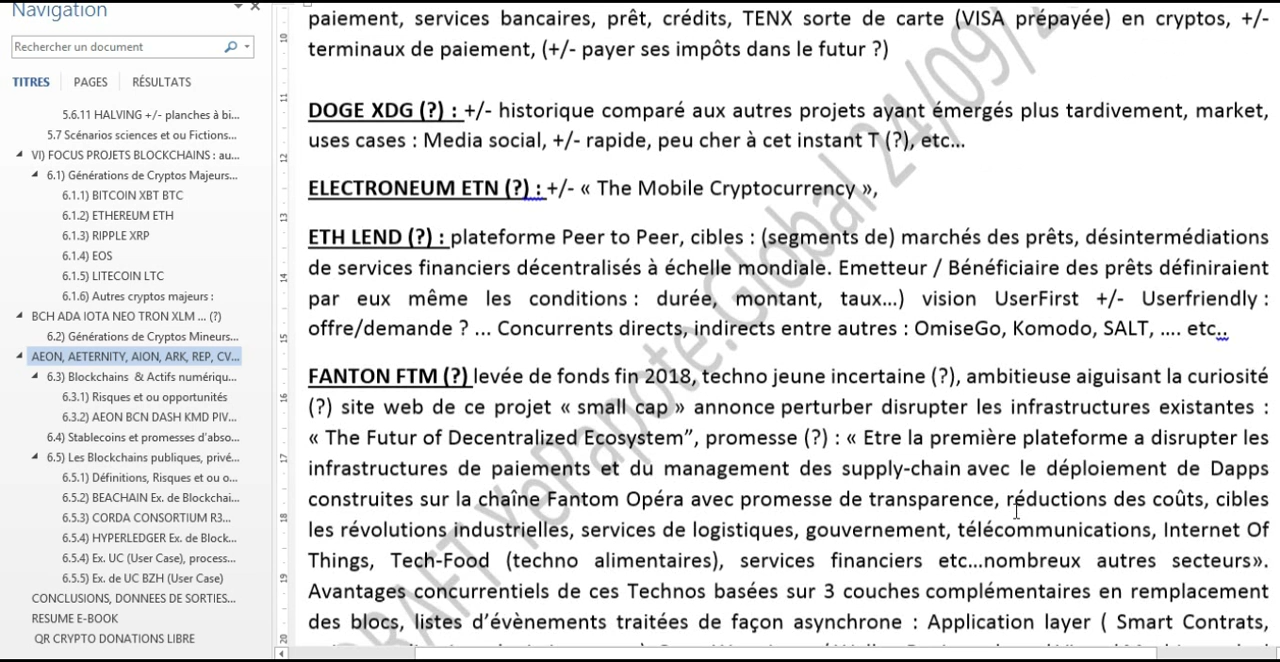 Navigation
Rechercher un document
TITRES PAGES RÉSULTATS
5.6.11 HALVING +/- planches à bi...
5.7 Scénarios sciences et ou Fictions...
VI) FOCUS PROJETS BLOCKCHAINS : au...
6.1) Générations de Cryptos Majeurs...
6.1.1) BITCOIN XBT BTC
6.1.2) ETHEREUM ETH
6.1.3) RIPPLE XRP
6.1.4) EOS
6.1.5) LITECOIN LTC
6.1.6) Autres cryptos majeurs :
BCH ADA IOTA NEO TRON XLM ... (?)
6.2) Générations de Cryptos Mineurs...
AEON, AETERNITY, AION, ARK, REP, CV...
6.3) Blockchains & Actifs numériqu...
6.3.1) Risques et ou opportunités
6.3.2) AEON BCN DASH KMD PIV...
6.4) Stablecoins et promesses d'abso...
6.5) Les Blockchains publiques, privé...
6.5.1) Définitions, Risques et ou o...
6.5.2) BEACHAIN Ex. de Blockchai...
6.5.3) CORDA CONSORTIUM R3...
6.5.4) HYPERLEDGER Ex. de Block...
6.5.4) Ex. UC (User Case), process...
6.5.5) Ex. de UC BZH (User Case)
CONCLUSIONS, DONNEES DE SORTIES...
RESUME E-BOOK
QR CRYPTO DONATIONS LIBRE
10
11
12
13
14
15
16
17
18
19
20
paiement, services bancaires, prêt, crédits, TENX sorte de carte (VISA prépayée) en cryptos, +/-
terminaux de paiement, (+/- payer ses impôts dans le futur ?)
DOGE XDG (?) : +/- historique comparé aux autres projets ayant émergés plus tardivement, market,
uses cases : Media social, +/- rapide, peu cher à cet instant T (?), etc...
ELECTRONEUM ETN (?) : +/- « The Mobile Cryptocurrency »,
ETH LEND (?) : plateforme Peer to Peer, cibles : (segments de) marchés des prêts, désintermédiations
de services financiers décentralisés à échelle mondiale. Emetteur / Bénéficiaire des prêts définiraient
par eux même les conditions : durée, montant, taux...) vision UserFirst +/- Userfriendly :
offre/demande ? ... Concurrents directs, indirects entre autres : OmiseGo, Komodo, SALT, .... etc..
FANTON FTM (?) levée de fonds fin 2018, techno jeune incertaine (?), ambitieuse aiguisant la curiosité
(?) site web de ce projet « small cap » annonce perturber disrupter les infrastructures existantes :
« The Futur of Decentralized Ecosystem”, promesse (?) : « Etre la première plateforme a disrupter les
infrastructures de paiements et du management des supply-chain avec le déploiement de Dapps
construites sur la chaîne Fantom Opéra avec promesse de transparence, réductions des coûts, cibles
les révolutions industrielles, services de logistiques, gouvernement, télécommunications, Internet Of
Things, Tech-Food (techno alimentaires), services financiers etc...nombreux autres secteurs».
Avantages concurrentiels de ces Technos basées sur 3 couches complémentaires en remplacement
des blocs, listes d’évènements traitées de façon asynchrone : Application layer ( Smart Contrats,
DRAFT YePapote.Global 24/09/2